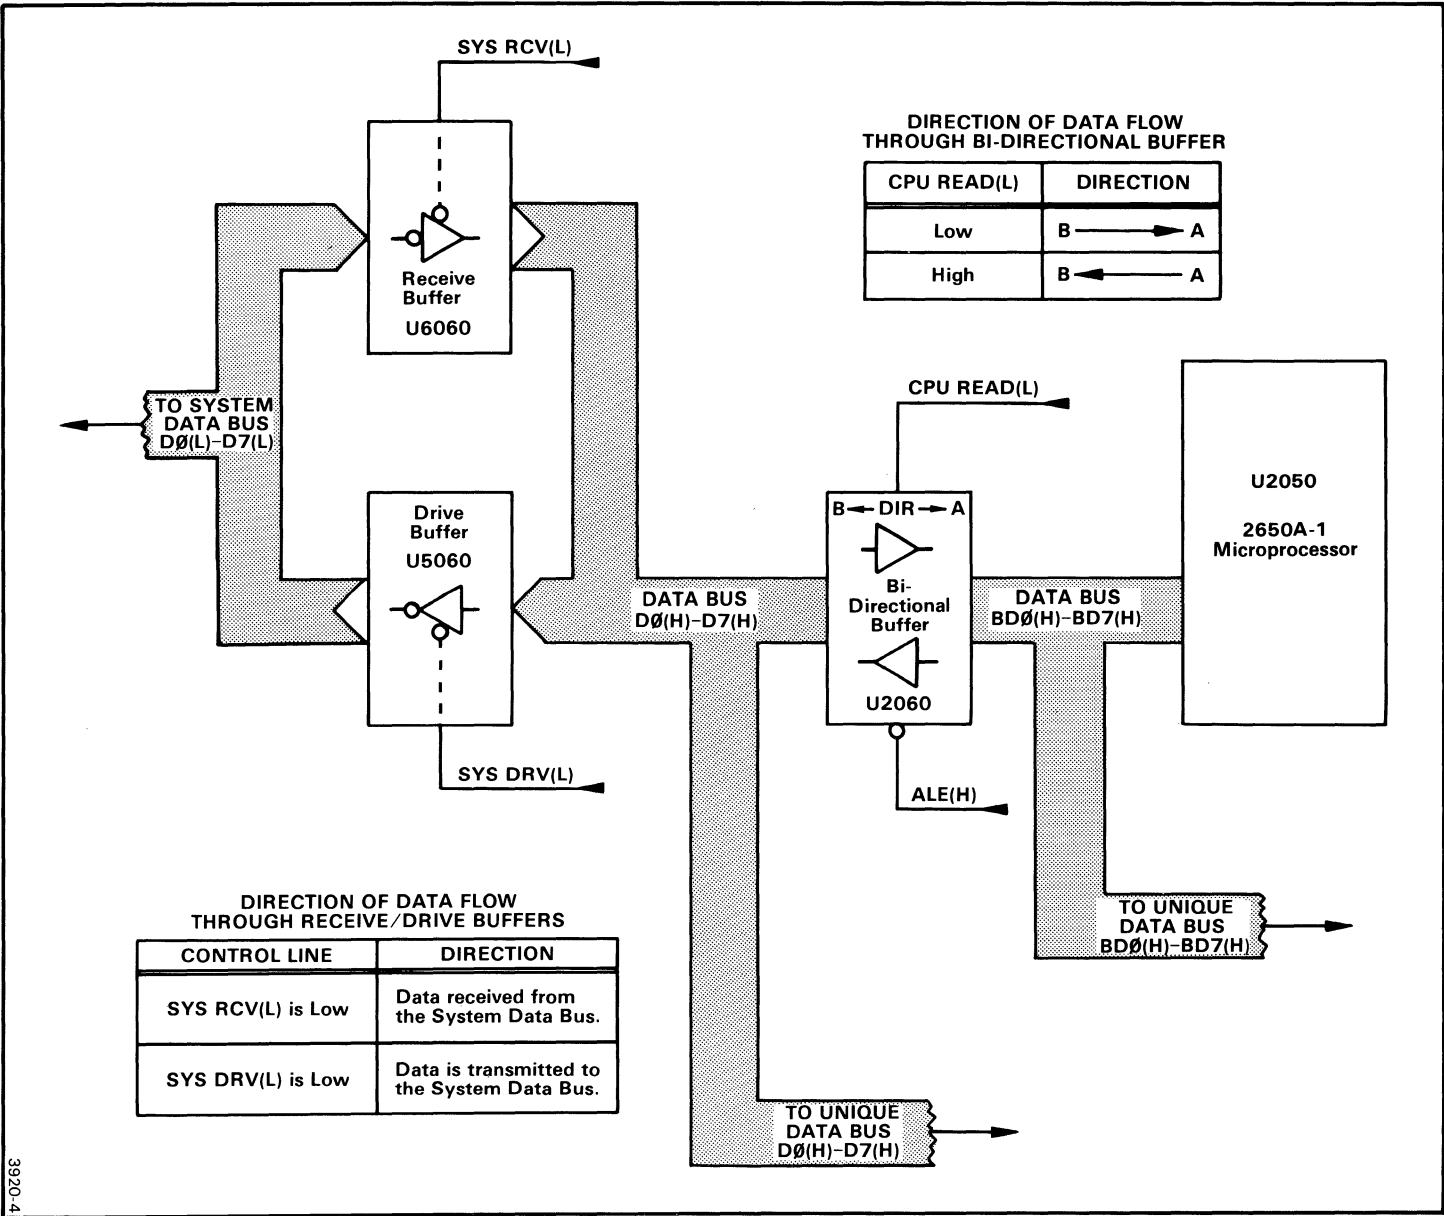 SYS RCV(L)
Receive
Buffer
U6060
DIRECTION OF DATA FLOW
THROUGH BI-DIRECTIONAL BUFFER
CPU READ(L) DIRECTION
Low B A
High B A
TO SYSTEM
DATA BUS
DØ(L)–D7(L)
Drive
Buffer
U5060
SYS DRV(L)
CPU READ(L)
B DIR A
Bi-
Directional
Buffer
U2060
ALE(H)
U2050
2650A-1
Microprocessor
DATA BUS
DØ(H)–D7(H)
DATA BUS
BDØ(H)–BD7(H)
TO UNIQUE
DATA BUS
BDØ(H)–BD7(H)
TO UNIQUE
DATA BUS
DØ(H)–D7(H)
DIRECTION OF DATA FLOW
THROUGH RECEIVE/DRIVE BUFFERS
CONTROL LINE DIRECTION
SYS RCV(L) is Low
Data received from
the System Data Bus.
SYS DRV(L) is Low
Data is transmitted to
the System Data Bus.
3920-4